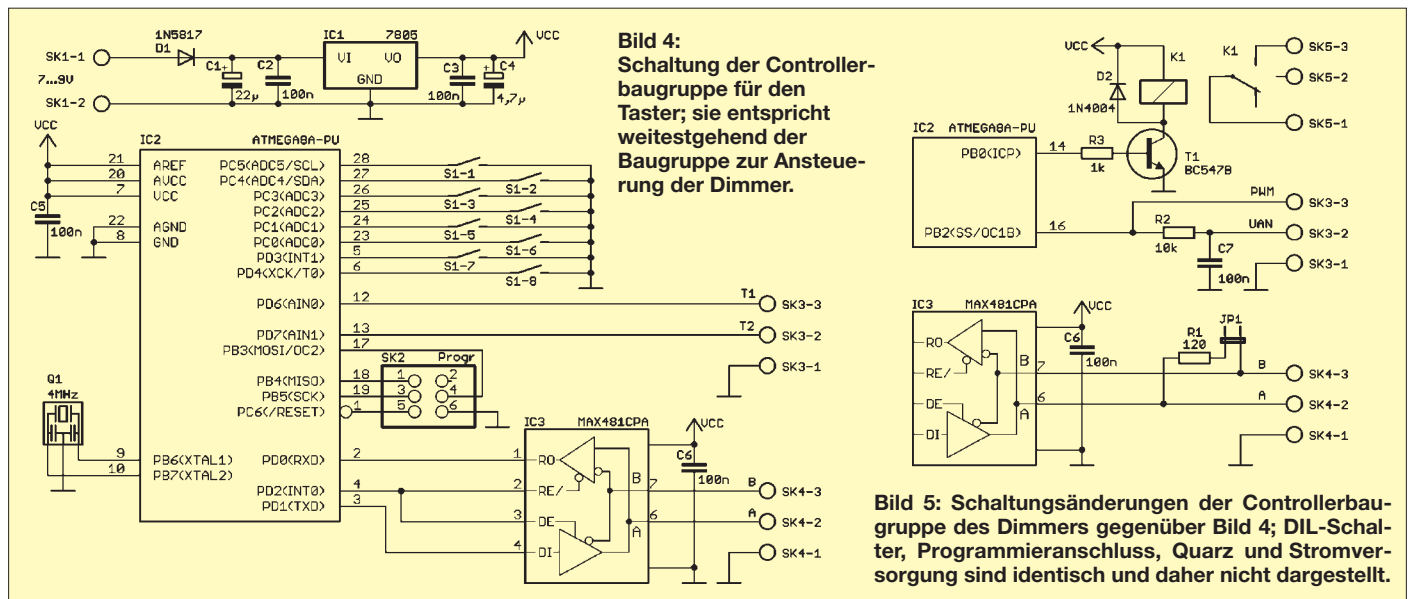 1N5817
D1
IC1 7805
VCC
SK1-1
VI VO
GND
C1 +
22µ
C2
100n
C3
100n
C4
+
4,7µ
7...9V
SK1-2
Bild 4:
Schaltung der Controller-
baugruppe für den
Taster; sie entspricht
weitestgehend der
Baugruppe zur Ansteue-
rung der Dimmer.
VCC
C5
100n
IC2 ATMEGA8A-PU
21 AREF
20 AVCC
7 VCC
22 AGND
8 GND
PC5(ADC5/SCL) 28
PC4(ADC4/SDA) 27
PC3(ADC3) 26
PC2(ADC2) 25
PC1(ADC1) 24
PC0(ADC0) 23
PD3(INT1) 5
PD4(XCK/T0) 6
S1-1
S1-2
S1-3
S1-4
S1-5
S1-6
S1-7
S1-8
PD6(AIN0) 12
T1 SK3-3
PD7(AIN1) 13
T2 SK3-2
PB3(MOSI/OC2) 17
SK3-1
SK2 Progr
PB4(MISO) 18
PB5(SCK) 19
PC6(/RESET) 1
1 2
3 4
5 6
Q1
4MHz
9 PB6(XTAL1)
10 PB7(XTAL2)
PD0(RXD) 2
PD2(INT0) 4
PD1(TXD) 3
IC3 MAX481CPA
1 RO
2 RE/
3 DE
4 DI
B 7
A 6
VCC
C6
100n
B SK4-3
A SK4-2
SK4-1
VCC
D2
1N4004
K1
K1
SK5-3
SK5-2
SK5-1
IC2 ATMEGA8A-PU
PB0(ICP) 14
R3
1k
T1
BC547B
PWM SK3-3
PB2(SS/OC1B) 16
R2
10k
UAN SK3-2
C7
100n
SK3-1
IC3 MAX481CPA
RO
RE/
DE
DI
B 7
A 6
VCC
C6
100n
R1
120
JP1
B SK4-3
A SK4-2
SK4-1
Bild 5: Schaltungsänderungen der Controllerbau-
gruppe des Dimmers gegenüber Bild 4; DIL-Schal-
ter, Programmieranschluss, Quarz und Stromver-
sorgung sind identisch und daher nicht dargestellt.